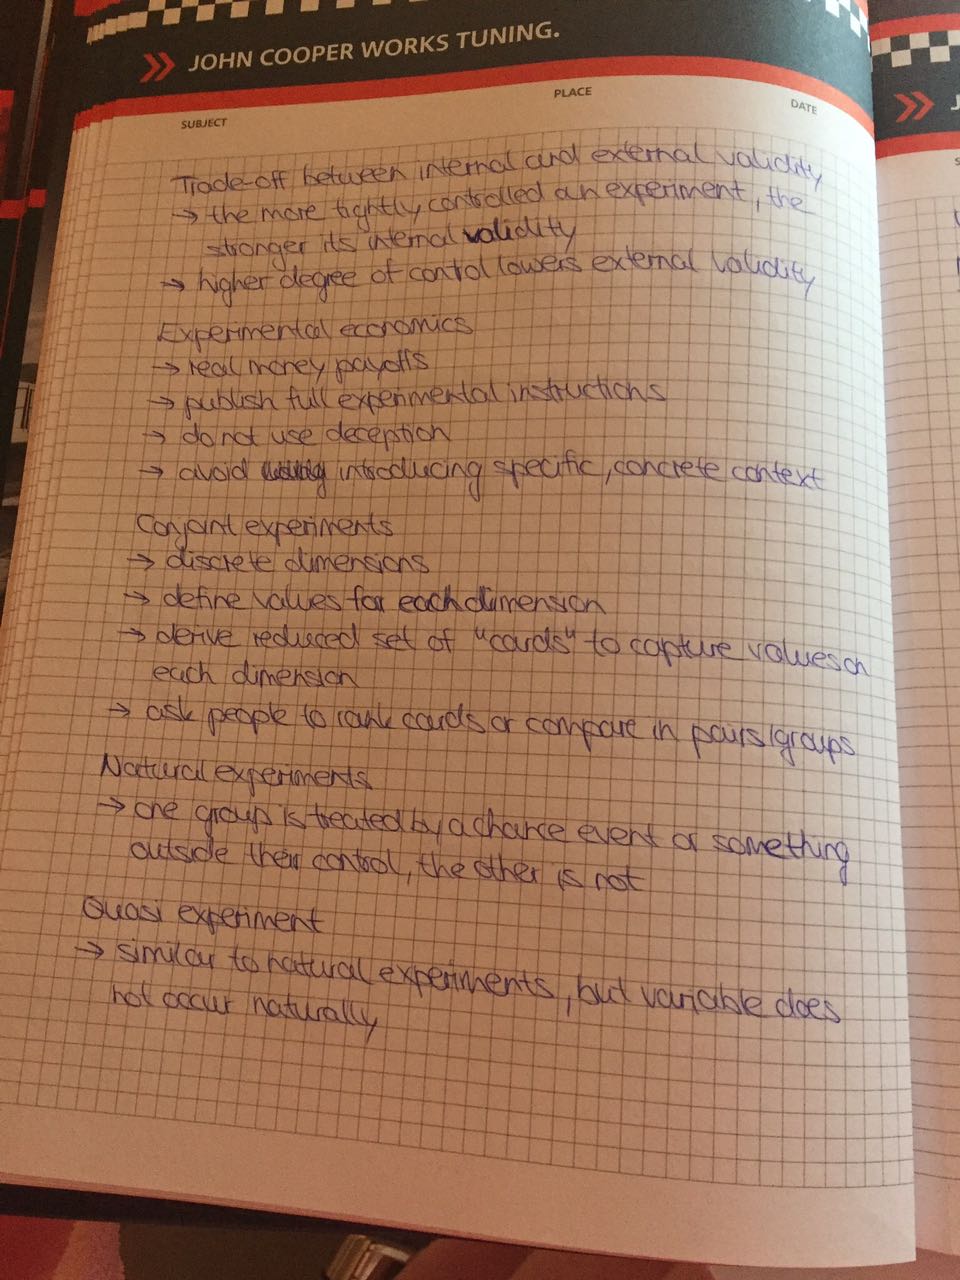 JOHN COOPER WORKS TUNING.
SUBJECT
PLACE
DATE
Trade-off between internal and external validity
→ the more tightly controlled an experiment, the
stronger its internal validity
→ higher degree of control lowers external validity
Experimental economics
→ real money payoffs
→ publish full experimental instructions
→ do not use deception
→ avoid introducing specific, concrete context
Conjoint experiments
→ discrete dimensions
→ define values for each dimension
→ derive reduced set of "cards" to capture values on
each dimension
→ ask people to rank cards or compare in pairs/groups
Natural experiments
→ one group is treated by a chance event or something
outside their control, the other is not
Quasi experiment
→ similar to natural experiments, but variable does
not occur naturally